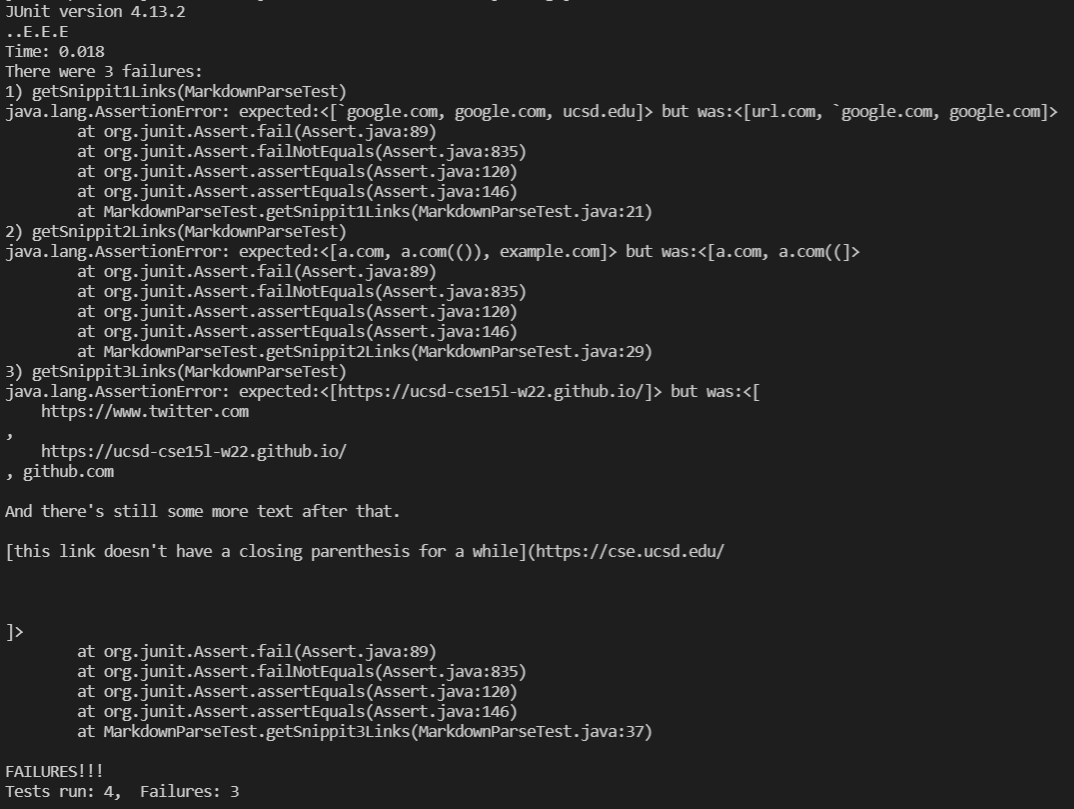 JUnit version 4.13.2
..E.E.E
Time: 0.018
There were 3 failures:
1) getSnippit1Links(MarkdownParseTest)
java.lang.AssertionError: expected:<[`google.com, google.com, ucsd.edu]> but was:<[url.com, `google.com, google.com]>
        at org.junit.Assert.fail(Assert.java:89)
        at org.junit.Assert.failNotEquals(Assert.java:835)
        at org.junit.Assert.assertEquals(Assert.java:120)
        at org.junit.Assert.assertEquals(Assert.java:146)
        at MarkdownParseTest.getSnippit1Links(MarkdownParseTest.java:21)
2) getSnippit2Links(MarkdownParseTest)
java.lang.AssertionError: expected:<[a.com, a.com(()), example.com]> but was:<[a.com, a.com((]>
        at org.junit.Assert.fail(Assert.java:89)
        at org.junit.Assert.failNotEquals(Assert.java:835)
        at org.junit.Assert.assertEquals(Assert.java:120)
        at org.junit.Assert.assertEquals(Assert.java:146)
        at MarkdownParseTest.getSnippit2Links(MarkdownParseTest.java:29)
3) getSnippit3Links(MarkdownParseTest)
java.lang.AssertionError: expected:<[https://ucsd-cse15l-w22.github.io/]> but was:<[
    https://www.twitter.com
,
    https://ucsd-cse15l-w22.github.io/
, github.com

And there's still some more text after that.

[this link doesn't have a closing parenthesis for a while](https://cse.ucsd.edu/



]>
        at org.junit.Assert.fail(Assert.java:89)
        at org.junit.Assert.failNotEquals(Assert.java:835)
        at org.junit.Assert.assertEquals(Assert.java:120)
        at org.junit.Assert.assertEquals(Assert.java:146)
        at MarkdownParseTest.getSnippit3Links(MarkdownParseTest.java:37)

FAILURES!!!
Tests run: 4,  Failures: 3